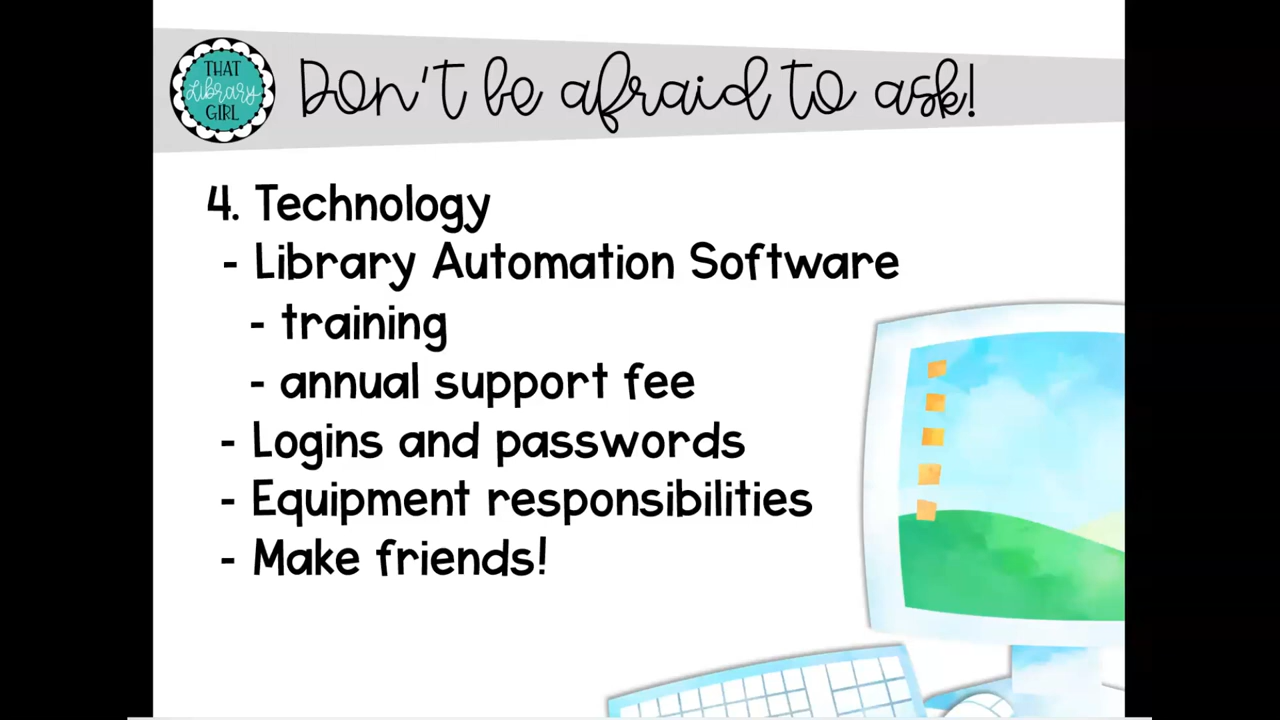 THAT
Library
GIRL
Don't be afraid to ask!
4. Technology
- Library Automation Software
- training
- annual support fee
- Logins and passwords
- Equipment responsibilities
- Make friends!